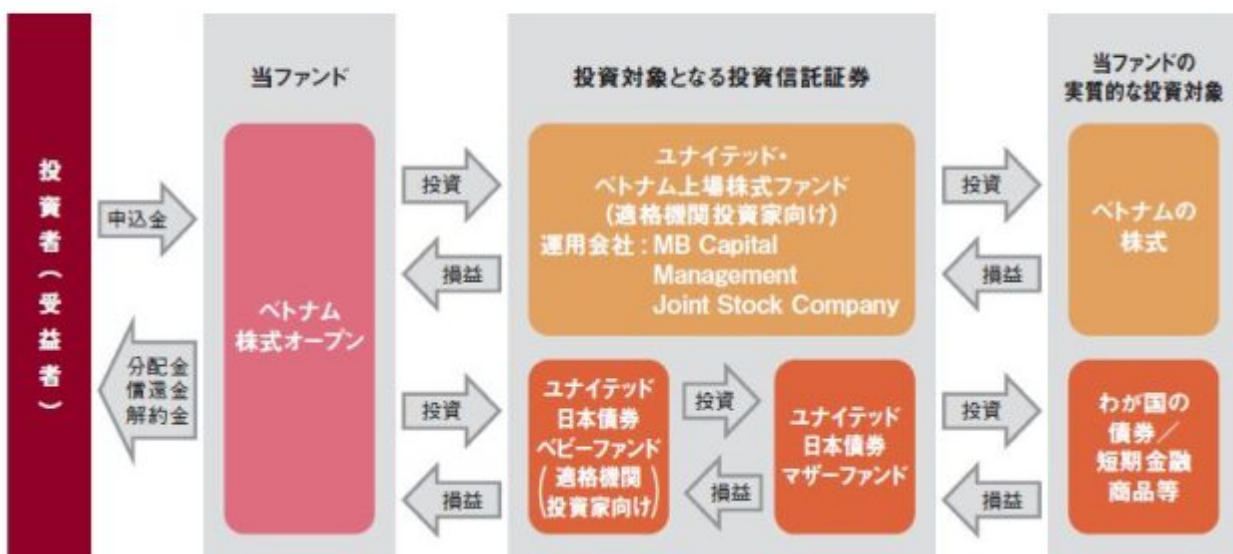 投資者（受益者）
申込金
分配金
償還金
解約金
当ファンド
ベトナム
株式オープン
投資
損益
投資
損益
投資対象となる投資信託証券
ユナイテッド・
ベトナム上場株式ファンド
(適格機関投資家向け)
運用会社：MB Capital
Management
Joint Stock Company
ユナイテッド
日本債券
ベビーファンド
(適格機関
投資家向け)
投資
損益
ユナイテッド
日本債券
マザーファンド
投資
損益
投資
損益
当ファンドの
実質的な投資対象
ベトナムの
株式
わが国の
債券／
短期金融
商品等